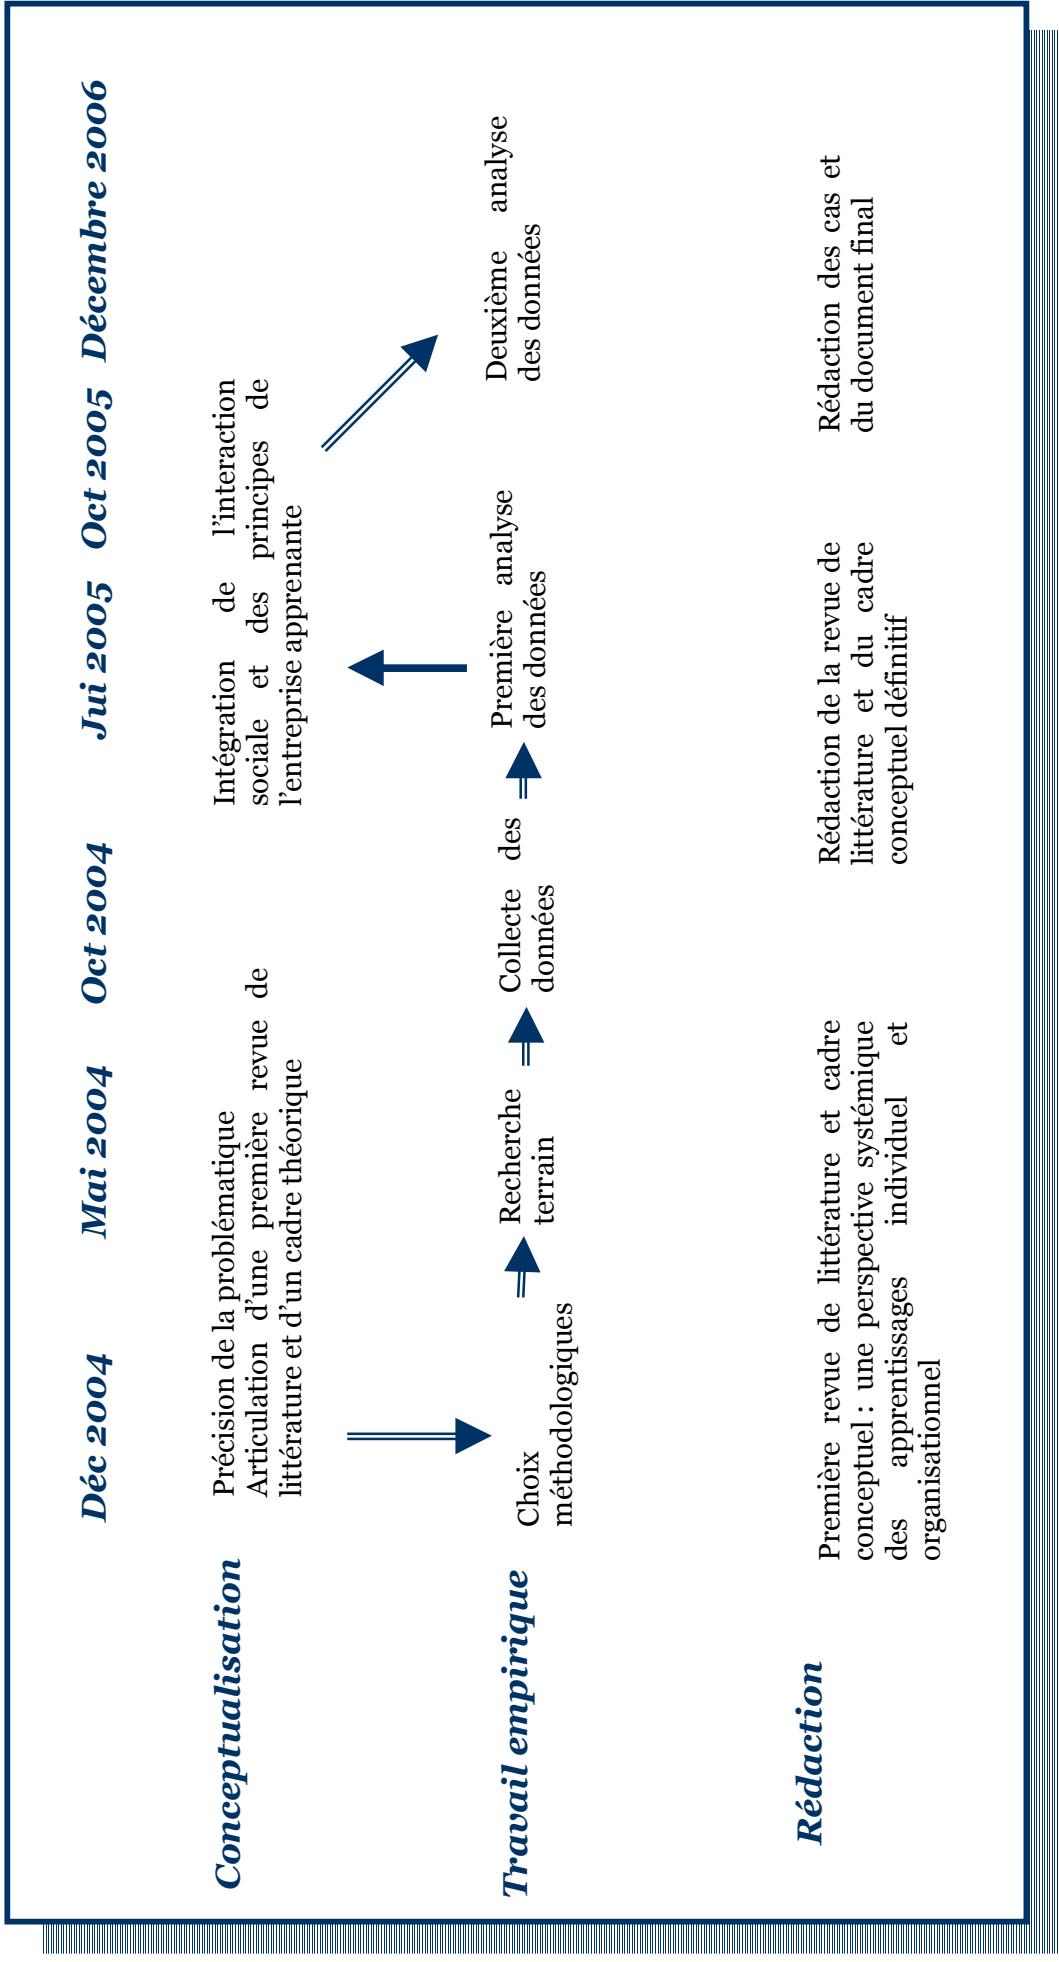 Déc 2004 Mai 2004 Oct 2004 Jui 2005 Oct 2005 Décembre 2006
Conceptualisation
Précision de la problématique
Articulation d'une première revue de
littérature et d'un cadre théorique
Intégration de l'interaction
sociale et des principes de
l'entreprise apprenante
Travail empirique
Choix
méthodologiques
Recherche
terrain
Collecte des
données
Première analyse
des données
Deuxième analyse
des données
Rédaction
Première revue de littérature et cadre
conceptuel : une perspective systémique
des apprentissages individuel et
organisationnel
Rédaction de la revue de
littérature et du cadre
conceptuel définitif
Rédaction des cas et
du document final